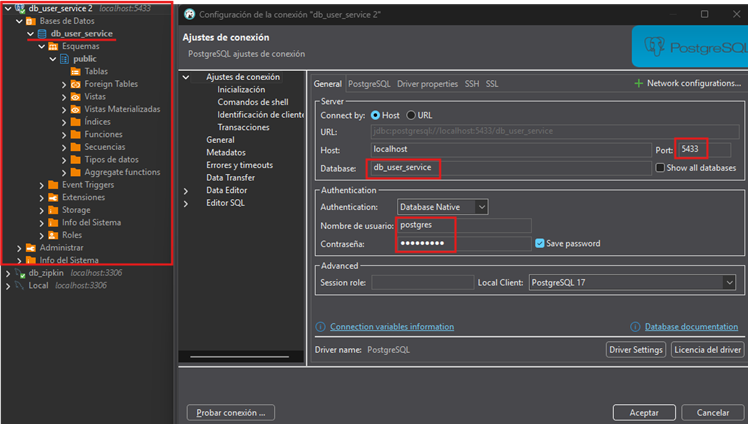 db_user_service 2 localhost:5433
Bases de Datos
db_user_service
Esquemas
public
Tablas
Foreign Tables
Vistas
Vistas Materializadas
Índices
Funciones
Secuencias
Tipos de datos
Aggregate functions
Event Triggers
Extensiones
Storage
Info del Sistema
Roles
Administrar
Info del Sistema
db_zipkin localhost:3306
Local localhost:3306
Configuración de la conexión "db_user_service 2"
Ajustes de conexión
PostgreSQL ajustes de conexión
PostgreSQL
Ajustes de conexión
Inicialización
Comandos de shell
Identificación de cliente
Transacciones
General
Metadatos
Errores y timeouts
Data Transfer
Data Editor
Editor SQL
General PostgreSQL Driver properties SSH SSL
Network configurations...
Server
Connect by: Host URL
URL: jdbc:postgresql://localhost:5433/db_user_service
Host: localhost Port: 5433
Database: db_user_service Show all databases
Authentication
Authentication: Database Native
Nombre de usuario: postgres
Contraseña: ●●●●●●●●● Save password
Advanced
Session role: Local Client: PostgreSQL 17
Connection variables information Database documentation
Driver name: PostgreSQL Driver Settings Licencia del driver
Probar conexión ... Aceptar Cancelar